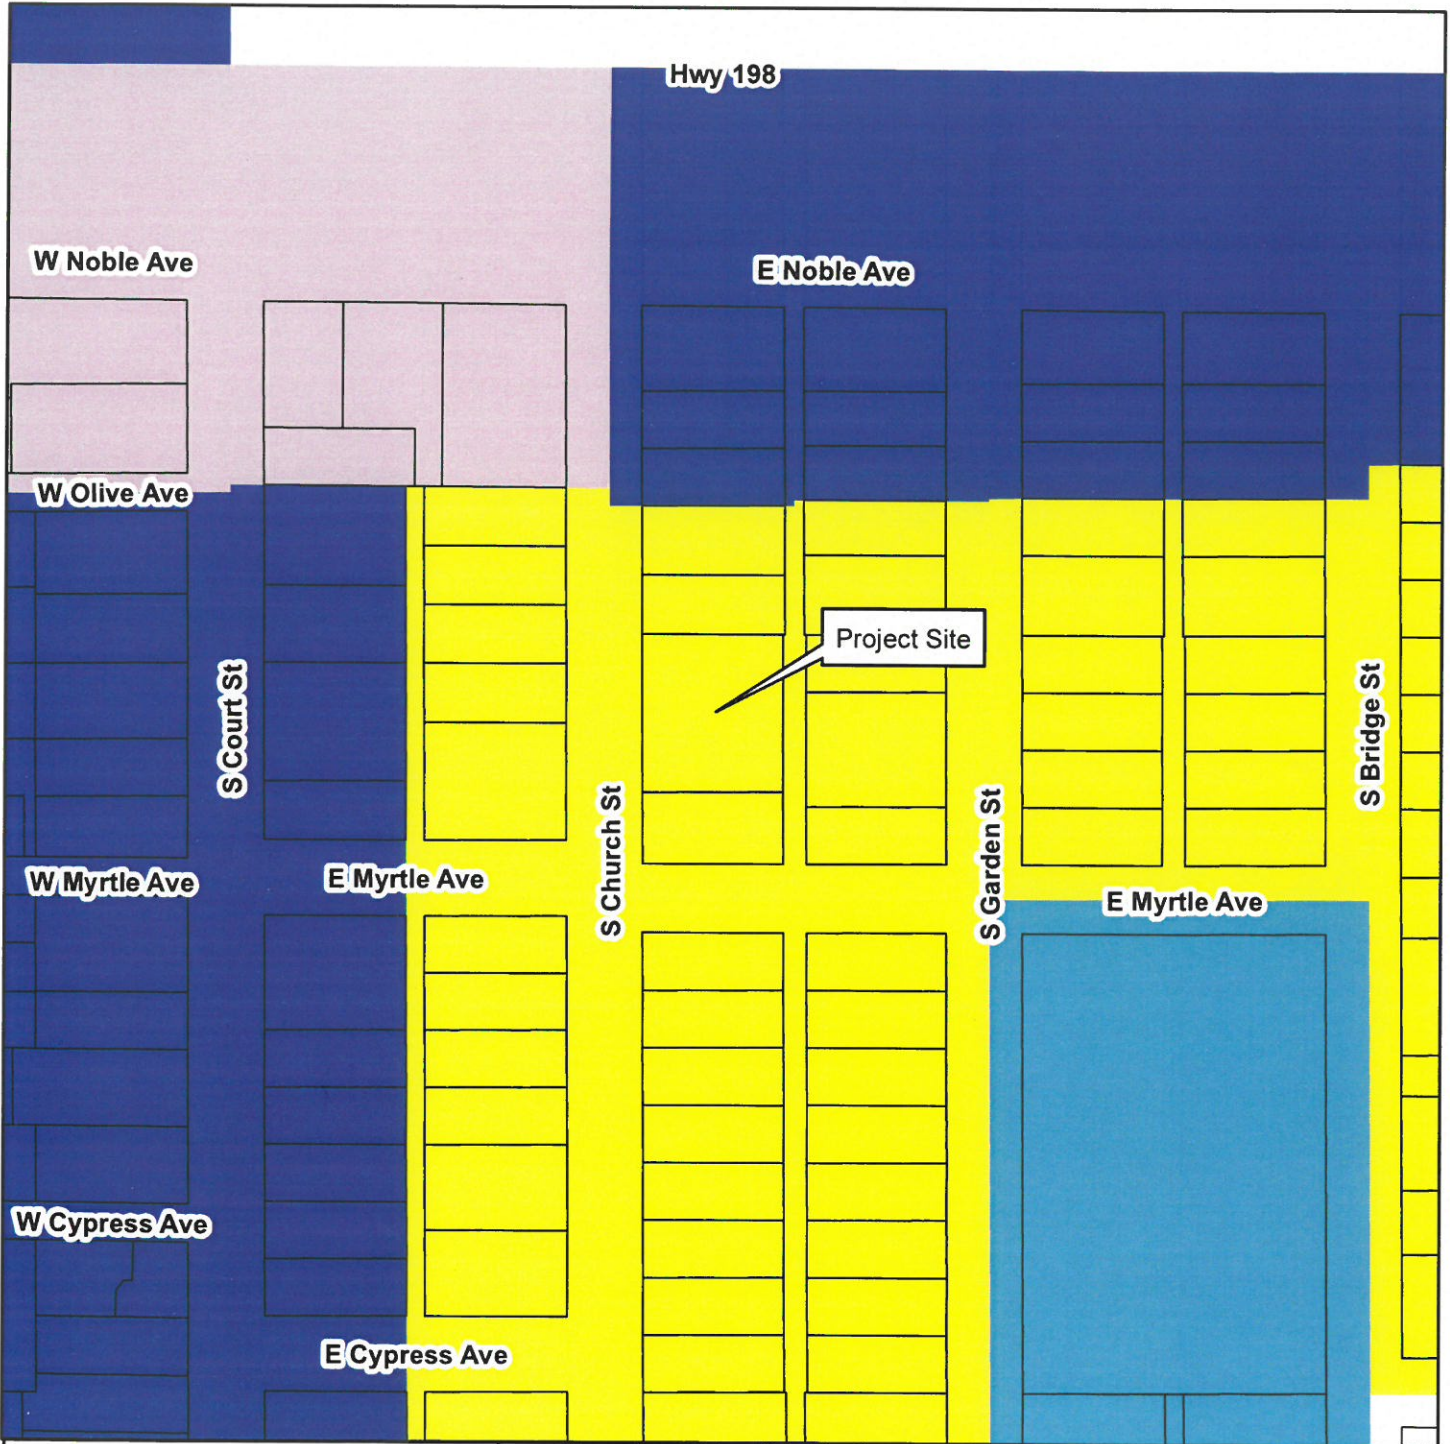 Hwy 198
W Noble Ave
E Noble Ave
W Olive Ave
Project Site
S Court St
S Church St
S Garden St
S Bridge St
W Myrtle Ave
E Myrtle Ave
E Myrtle Ave
W Cypress Ave
E Cypress Ave